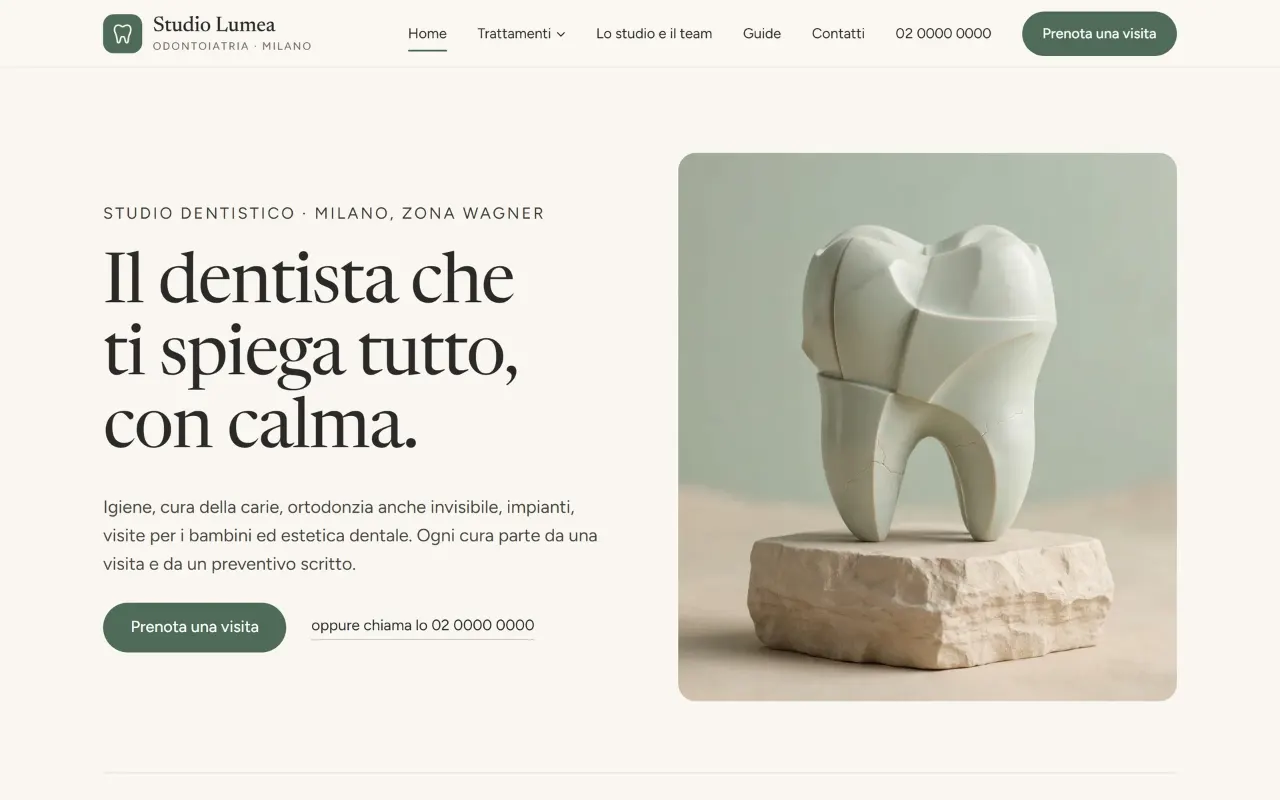 Studio Lumea
ODONTOIATRIA · MILANO
Home
Trattamenti
Lo studio e il team
Guide
Contatti
02 0000 0000
Prenota una visita
STUDIO DENTISTICO · MILANO, ZONA WAGNER
Il dentista che
ti spiega tutto,
con calma.
Igiene, cura della carie, ortodonzia anche invisibile, impianti,
visite per i bambini ed estetica dentale. Ogni cura parte da una
visita e da un preventivo scritto.
Prenota una visita
oppure chiama lo 02 0000 0000